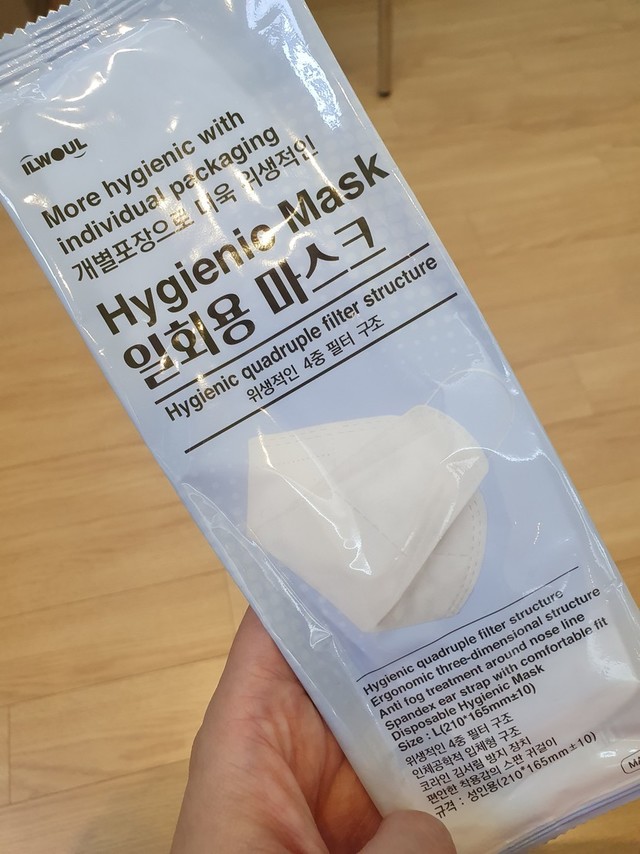 ILWOUL
More hygienic with
individual packaging
개별포장으로 더욱 위생적인
Hygienic Mask
일회용 마스크
Hygienic quadruple filter structure
위생적인 4중 필터 구조
Hygienic quadruple filter structure
Ergonomic three-dimensional structure
Anti fog treatment around nose line
Spandex ear strap with comfortable fit
Disposable Hygienic Mask
Size : L(210*165mm±10)
위생적인 4중 필터 구조
인체공학적 입체형 구조
코라인 김서림 방지 장치
편안한 착용감의 스판 귀걸이
규격 : 성인용(210*165mm±10)